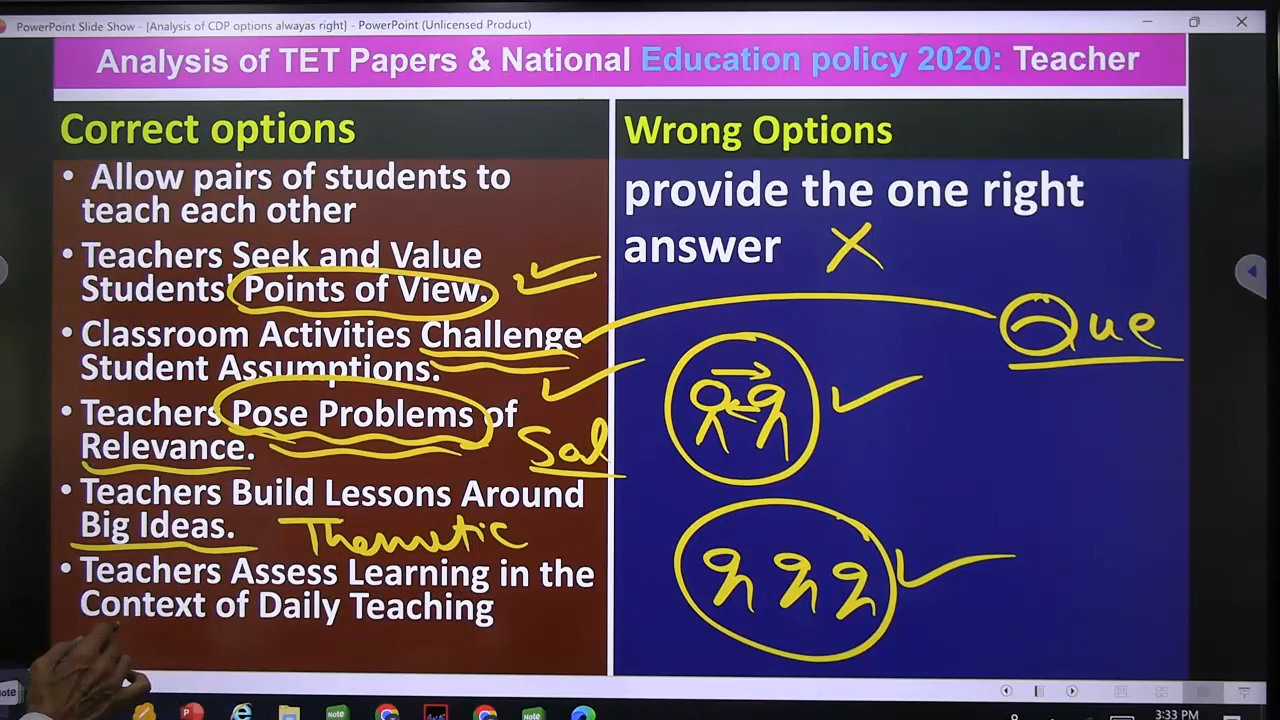 PowerPoint Slide Show - [Analysis of CDP options alwayas right] - PowerPoint (Unlicensed Product)
Analysis of TET Papers & National Education policy 2020: Teacher
Correct options
• Allow pairs of students to
teach each other
• Teachers Seek and Value
Students' Points of View.
• Classroom Activities Challenge
Student Assumptions.
• Teachers Pose Problems of
Relevance.
Sol
• Teachers Build Lessons Around
Big Ideas.
Thematic
• Teachers Assess Learning in the
Context of Daily Teaching
Wrong Options
provide the one right
answer
Que
Note
Note
Note
3:33 PM